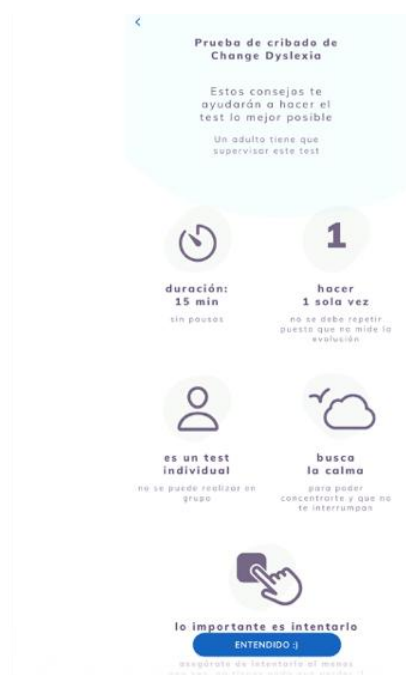 Prueba de cribado de
Change Dyslexia
Estos consejos te
ayudarán a hacer el
test lo mejor posible
Un adulto tiene que
supervisar este test
duración:
15 min
sin pausas
1
hacer
1 sola vez
no se debe repetir
puesto que no mide la
evolución
es un test
individual
no se puede realizar en
grupo
busca
la calma
para poder
concentrarte y que no
te interrumpan
lo importante es intentarlo
ENTENDIDO :)
asegúrate de intentarlo al menos